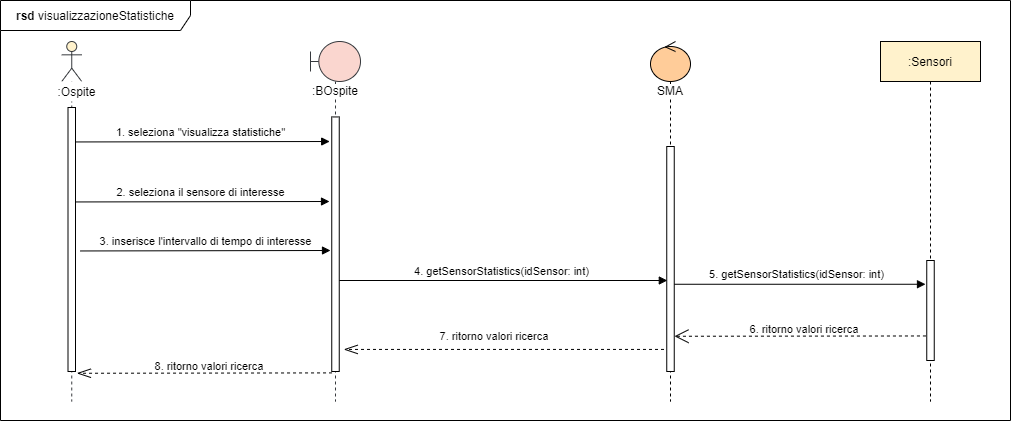 rsd visualizzazioneStatistiche
:Ospite
:BOspite
SMA
:Sensori
1. seleziona "visualizza statistiche"
2. seleziona il sensore di interesse
3. inserisce l'intervallo di tempo di interesse
4. getSensorStatistics(idSensor: int)
5. getSensorStatistics(idSensor: int)
6. ritorno valori ricerca
7. ritorno valori ricerca
8. ritorno valori ricerca